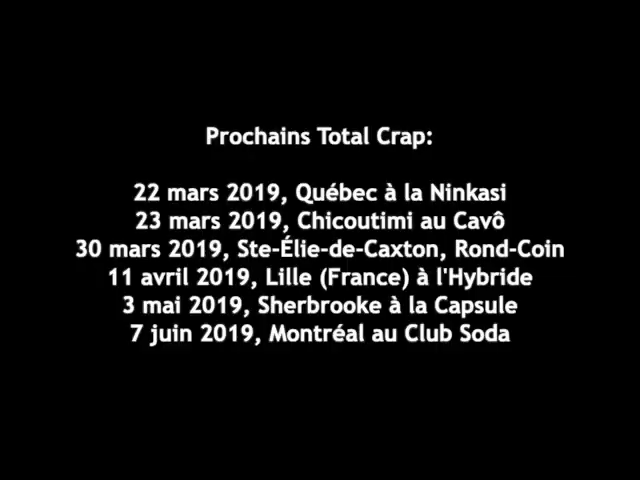 Prochains Total Crap:
22 mars 2019, Québec à la Ninkasi
23 mars 2019, Chicoutimi au Cavô
30 mars 2019, Ste-Élie-de-Caxton, Rond-Coin
11 avril 2019, Lille (France) à l'Hybride
3 mai 2019, Sherbrooke à la Capsule
7 juin 2019, Montréal au Club Soda